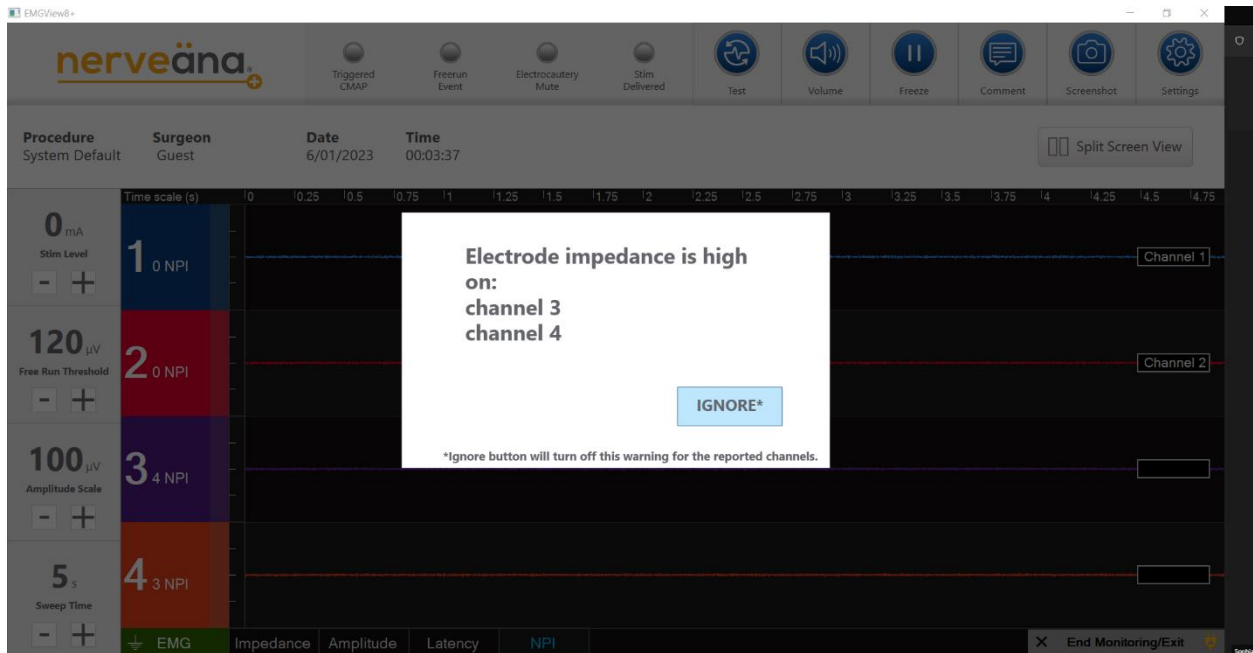 EMGView8+
nerveäna
Triggered CMAP
Freerun Event
Electrocautery Mute
Stim Delivered
Test
Volume
Freeze
Comment
Screenshot
Settings
Procedure
System Default
Surgeon
Guest
Date
6/01/2023
Time
00:03:37
Split Screen View
Time scale (s) 0 0.25 0.5 0.75 1 1.25 1.5 1.75 2 2.25 2.5 2.75 3 3.25 3.5 3.75 4 4.25 4.5 4.75
0 mA
Stim Level
- +
120 µV
Free Run Threshold
- +
100 µV
Amplitude Scale
- +
5 s
Sweep Time
- +
1 0 NPI
Channel 1
2 0 NPI
Channel 2
3 4 NPI
4 3 NPI
Electrode impedance is high
on:
channel 3
channel 4
IGNORE*
*Ignore button will turn off this warning for the reported channels.
EMG Impedance Amplitude Latency NPI
End Monitoring/Exit